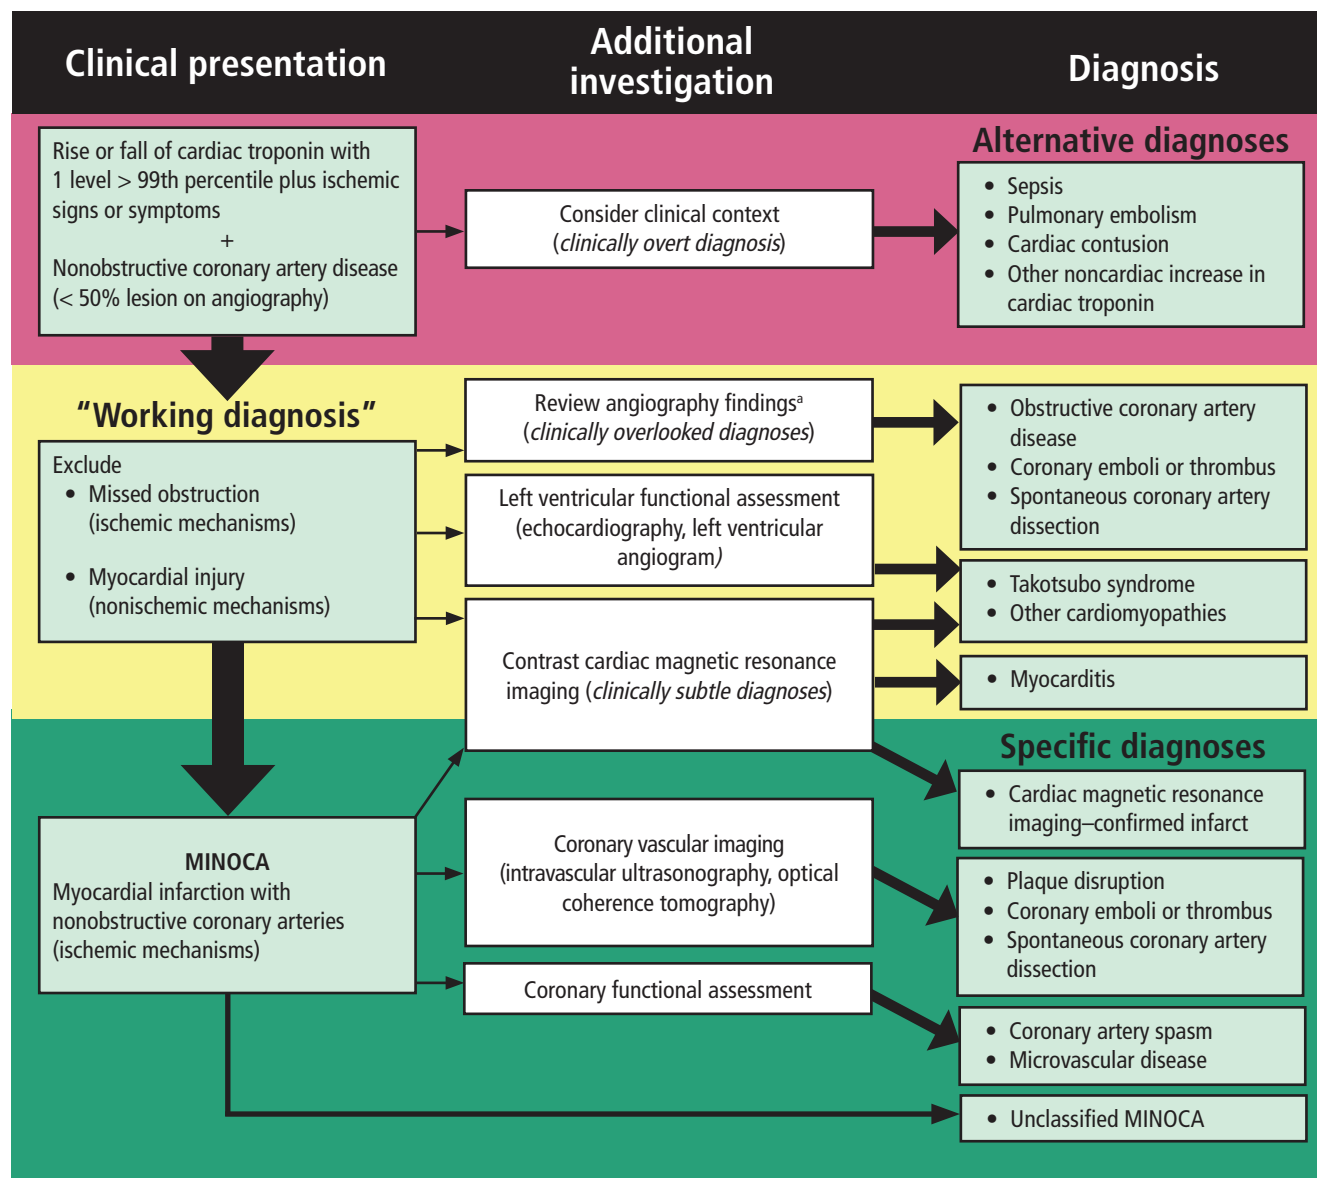 Clinical presentation
Additional
investigation
Diagnosis
Rise or fall of cardiac troponin with
1 level > 99th percentile plus ischemic
signs or symptoms
+
Nonobstructive coronary artery disease
(< 50% lesion on angiography)
Consider clinical context
(clinically overt diagnosis)
Alternative diagnoses
• Sepsis
• Pulmonary embolism
• Cardiac contusion
• Other noncardiac increase in
cardiac troponin
“Working diagnosis”
Exclude
• Missed obstruction
(ischemic mechanisms)
• Myocardial injury
(nonischemic mechanisms)
Review angiography findingsᵃ
(clinically overlooked diagnoses)
Left ventricular functional assessment
(echocardiography, left ventricular
angiogram)
Contrast cardiac magnetic resonance
imaging (clinically subtle diagnoses)
• Obstructive coronary artery
disease
• Coronary emboli or thrombus
• Spontaneous coronary artery
dissection
• Takotsubo syndrome
• Other cardiomyopathies
• Myocarditis
MINOCA
Myocardial infarction with
nonobstructive coronary arteries
(ischemic mechanisms)
Coronary vascular imaging
(intravascular ultrasonography, optical
coherence tomography)
Coronary functional assessment
Specific diagnoses
• Cardiac magnetic resonance
imaging–confirmed infarct
• Plaque disruption
• Coronary emboli or thrombus
• Spontaneous coronary artery
dissection
• Coronary artery spasm
• Microvascular disease
• Unclassified MINOCA